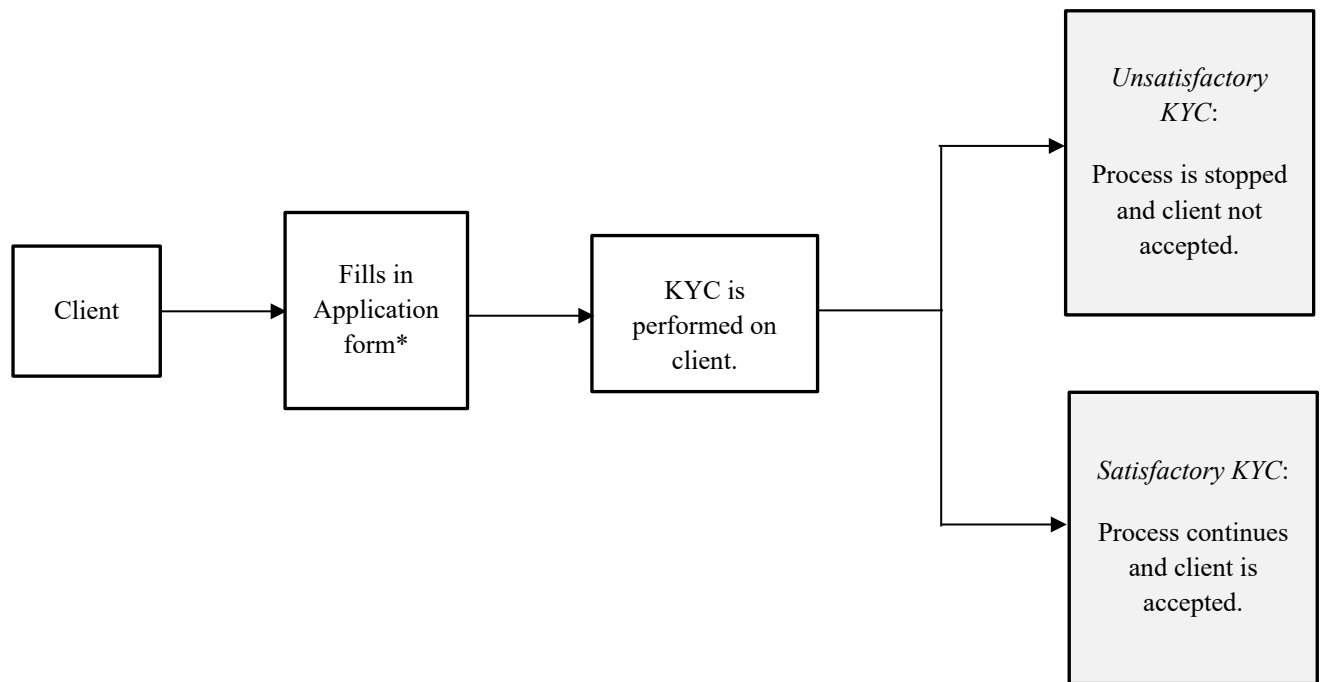 Client
Fills in
Application
form*
KYC is
performed on
client.
Unsatisfactory
KYC:
Process is stopped
and client not
accepted.
Satisfactory KYC:
Process continues
and client is
accepted.